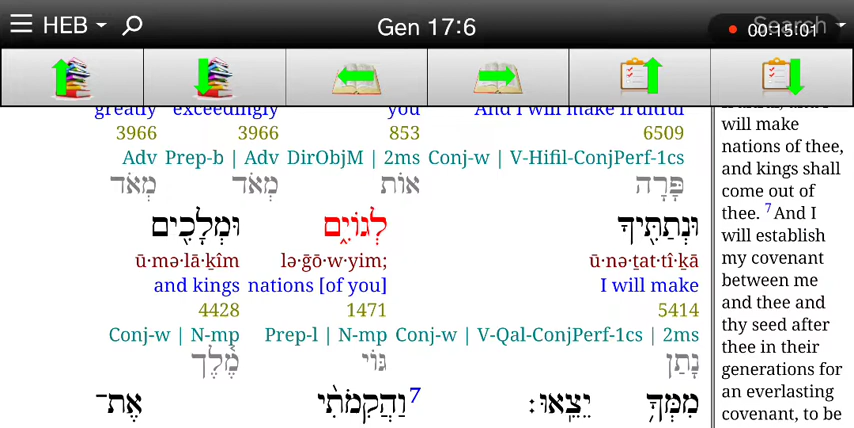 HEB Gen 17:6 Search 00:15:01
greatly exceedingly you And I will make fruitful
3966 3966 853 6509
Adv Prep-b | Adv DirObjM | 2ms Conj-w | V-Hifil-ConjPerf-1cs
פָּרָה אוֹת מְאֹד מְאֹד
וּנְתַתִּ֖יךָ לְגוֹיִ֑ם וּמְלָכִ֖ים
ū·mə·lā·ḵîm lə·ḡō·w·yim; ū·nə·ṯat·tî·ḵā
and kings nations [of you] I will make
4428 1471 5414
Conj-w | N-mp Prep-l | N-mp Conj-w | V-Qal-ConjPerf-1cs | 2ms
נָתַן גּוֹי מֶ֫לֶךְ
מִמְּךָ֥ יֵצֵֽאוּ׃ 7 וַהֲקִמֹתִ֨י אֶת־
will make
nations of thee,
and kings shall
come out of
thee. 7 And I
will establish
my covenant
between me
and thee and
thy seed after
thee in their
generations for
an everlasting
covenant, to be